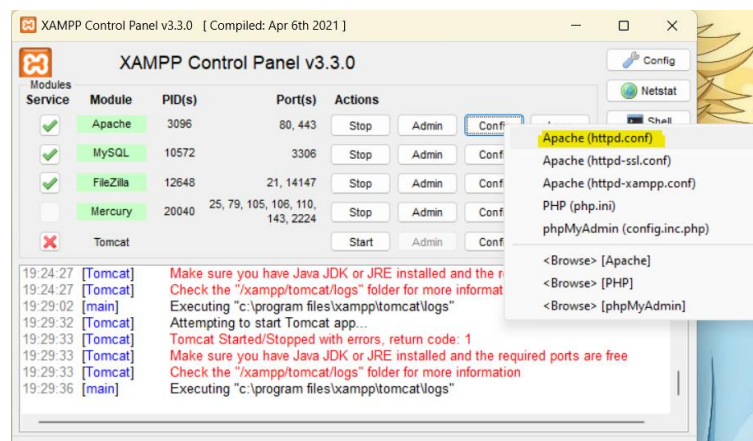 XAMPP Control Panel v3.3.0 [ Compiled: Apr 6th 2021 ]
XAMPP Control Panel v3.3.0
Config
Modules
Service Module PID(s) Port(s) Actions
Netstat
Apache 3096 80, 443 Stop Admin Config
Shell
MySQL 10572 3306 Stop Admin
FileZilla 12648 21, 14147 Stop Admin
Mercury 20040 25, 79, 105, 106, 110, 143, 2224 Stop Admin
Tomcat Start Admin
Apache (httpd.conf)
Apache (httpd-ssl.conf)
Apache (httpd-xampp.conf)
PHP (php.ini)
phpMyAdmin (config.inc.php)
<Browse> [Apache]
<Browse> [PHP]
<Browse> [phpMyAdmin]
19:24:27 [Tomcat] Make sure you have Java JDK or JRE installed and the
19:24:27 [Tomcat] Check the "/xampp/tomcat/logs" folder for more
19:29:02 [main] Executing "c:\program files\xampp\tomcat\logs"
19:29:32 [Tomcat] Attempting to start Tomcat app...
19:29:33 [Tomcat] Tomcat Started/Stopped with errors, return code: 1
19:29:33 [Tomcat] Make sure you have Java JDK or JRE installed and the required ports are free
19:29:33 [Tomcat] Check the "/xampp/tomcat/logs" folder for more information
19:29:36 [main] Executing "c:\program files\xampp\tomcat\logs"